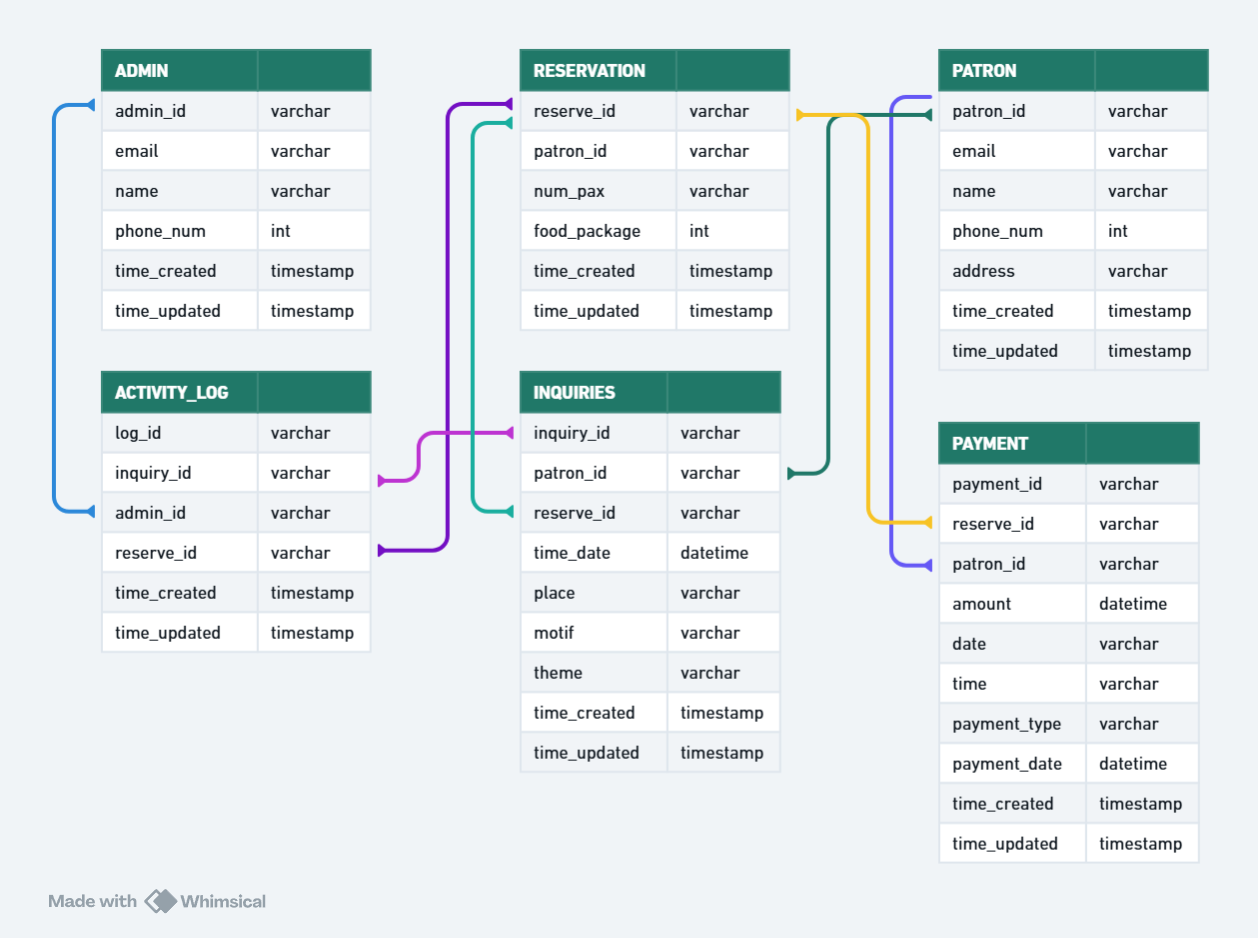 ADMIN
admin_id varchar
email varchar
name varchar
phone_num int
time_created timestamp
time_updated timestamp
RESERVATION
reserve_id varchar
patron_id varchar
num_pax varchar
food_package int
time_created timestamp
time_updated timestamp
PATRON
patron_id varchar
email varchar
name varchar
phone_num int
address varchar
time_created timestamp
time_updated timestamp
ACTIVITY_LOG
log_id varchar
inquiry_id varchar
admin_id varchar
reserve_id varchar
time_created timestamp
time_updated timestamp
INQUIRIES
inquiry_id varchar
patron_id varchar
reserve_id varchar
time_date datetime
place varchar
motif varchar
theme varchar
time_created timestamp
time_updated timestamp
PAYMENT
payment_id varchar
reserve_id varchar
patron_id varchar
amount datetime
date varchar
time varchar
payment_type varchar
payment_date datetime
time_created timestamp
time_updated timestamp
Made with Whimsical